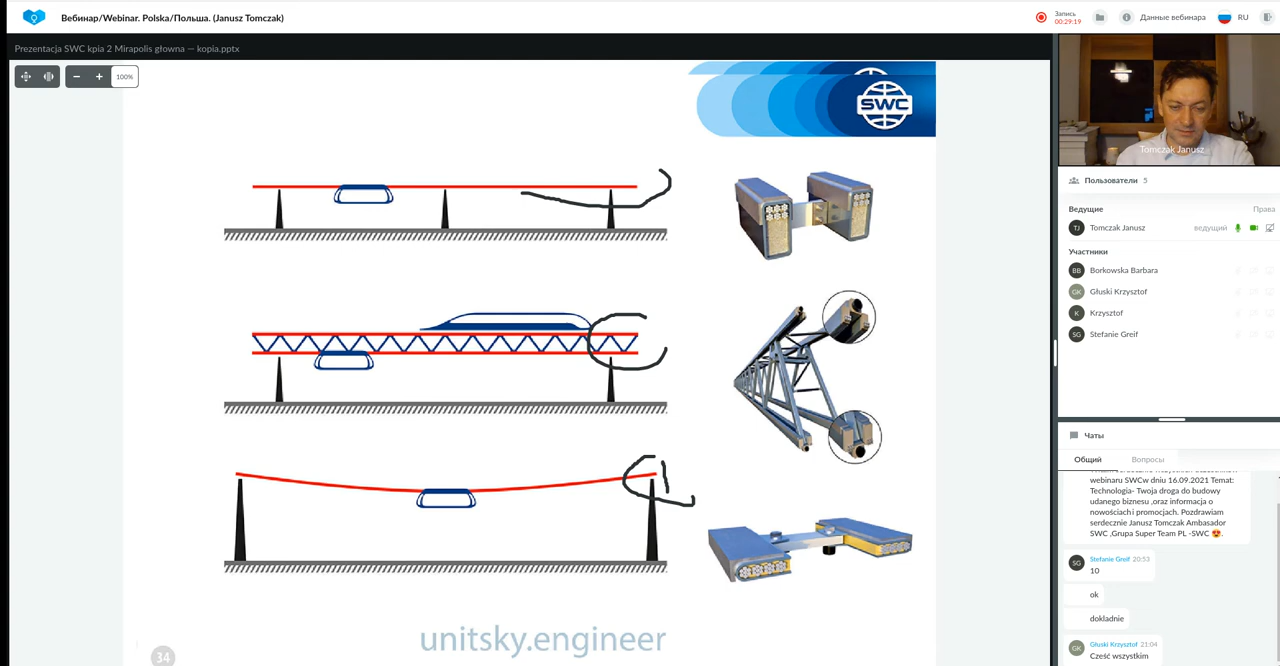 Вебинар/Webinar. Polska/Польша. (Janusz Tomczak)
Запись
00:29:19
Данные вебинара
RU
Prezentacja SWC kpia 2 Mirapolis głowna — kopia.pptx
100%
SWC
Tomczak Janusz
Пользователи 5
Ведущие
Права
TJ
Tomczak Janusz
ведущий
Участники
BB
Borkowska Barbara
GK
Głuski Krzysztof
K
Krzysztof
SG
Stefanie Greif
Чаты
Общий
Вопросы
webinaru SWCw dniu 16.09.2021 Temat:
Technologia- Twoja droga do budowy
udanego biznesu ,oraz informacja o
nowościach i promocjach. Pozdrawiam
serdecznie Janusz Tomczak Ambasador
SWC ,Grupa Super Team PL -SWC 😍.
SG
Stefanie Greif 20:53
10
ok
dokladnie
GK
Głuski Krzysztof 21:04
Cześć wszystkim
unitsky.engineer
34